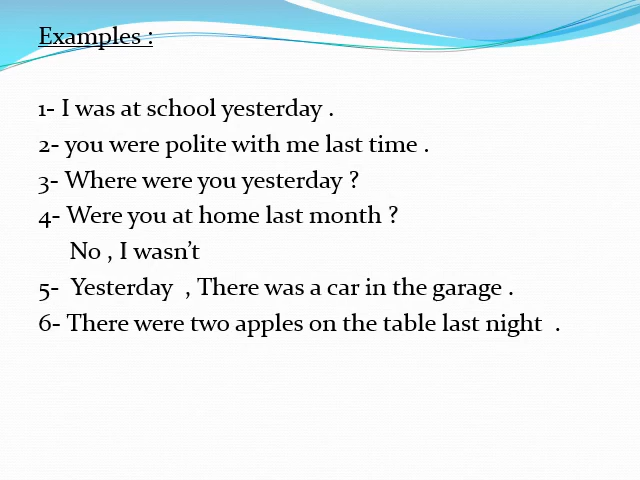 Examples :
1- I was at school yesterday .
2- you were polite with me last time .
3- Where were you yesterday ?
4- Were you at home last month ?
No , I wasn’t
5-  Yesterday  , There was a car in the garage .
6- There were two apples on the table last night  .